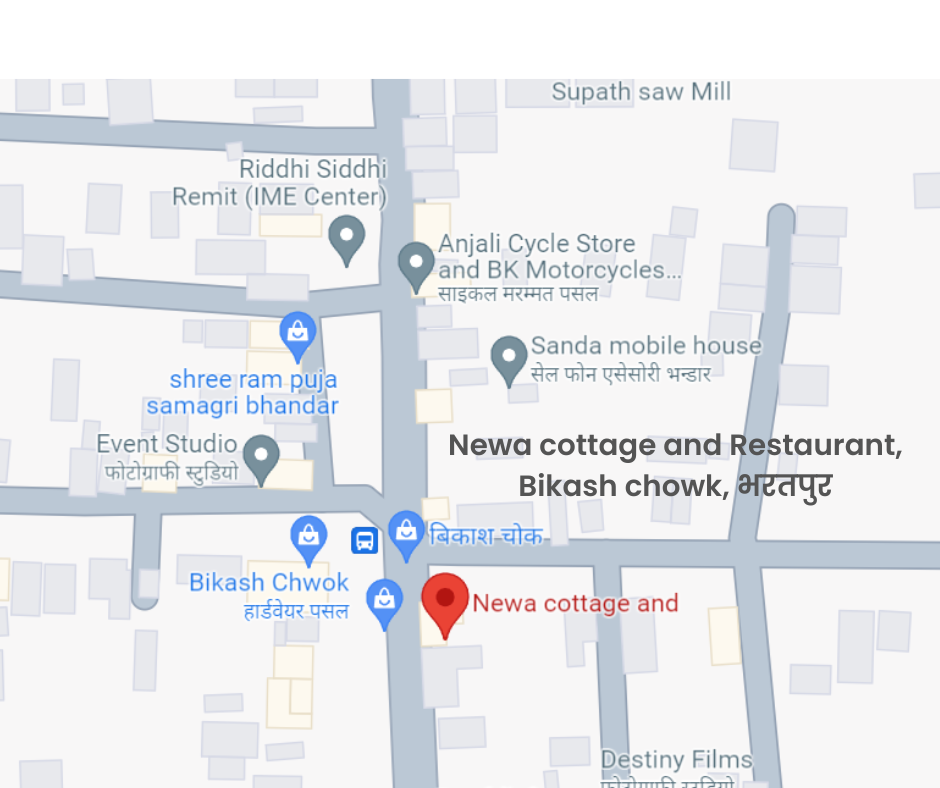 Supath saw Mill
Riddhi Siddhi
Remit (IME Center)
Anjali Cycle Store
and BK Motorcycles...
साइकल मरम्मत पसल
Sanda mobile house
सेल फोन एसेसोरी भन्डार
shree ram puja
samagri bhandar
Event Studio
फोटोग्राफी स्टुडियो
Newa cottage and Restaurant,
Bikash chowk, भरतपुर
बिकाश चोक
Bikash Chwok
हार्डवेयर पसल
Newa cottage and
Destiny Films
फोटोग्राफी स्टुडियो